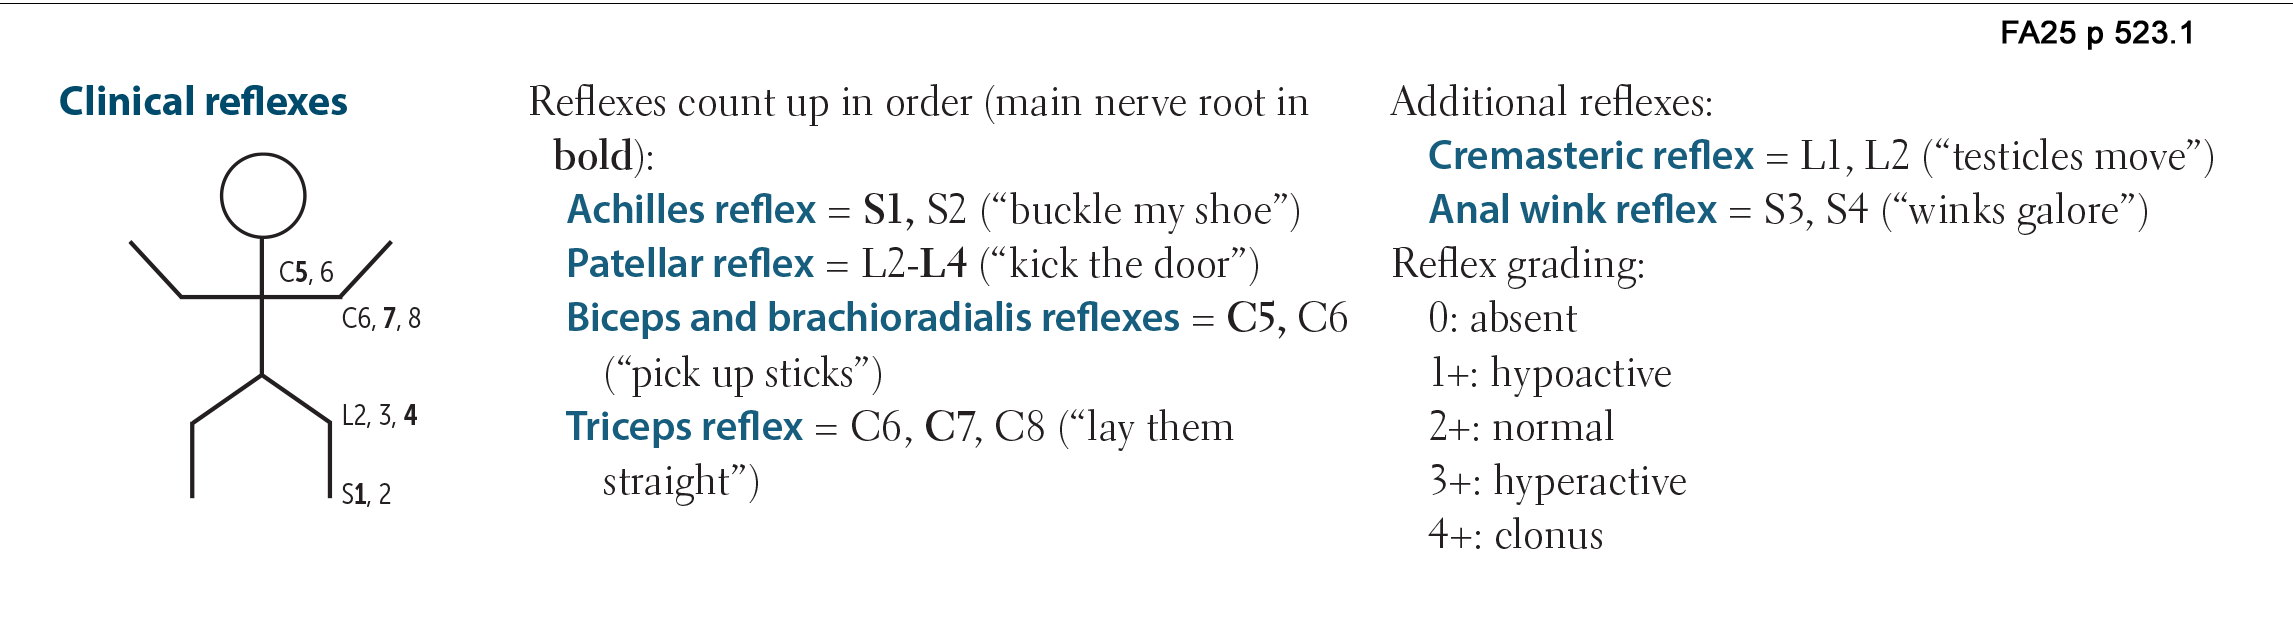 FA25 p 523.1
Clinical reflexes
C5, 6
C6, 7, 8
L2, 3, 4
S1, 2
Reflexes count up in order (main nerve root in
bold):
Achilles reflex = S1, S2 (“buckle my shoe”)
Patellar reflex = L2-L4 (“kick the door”)
Biceps and brachioradialis reflexes = C5, C6
(“pick up sticks”)
Triceps reflex = C6, C7, C8 (“lay them
straight”)
Additional reflexes:
Cremasteric reflex = L1, L2 (“testicles move”)
Anal wink reflex = S3, S4 (“winks galore”)
Reflex grading:
0: absent
1+: hypoactive
2+: normal
3+: hyperactive
4+: clonus